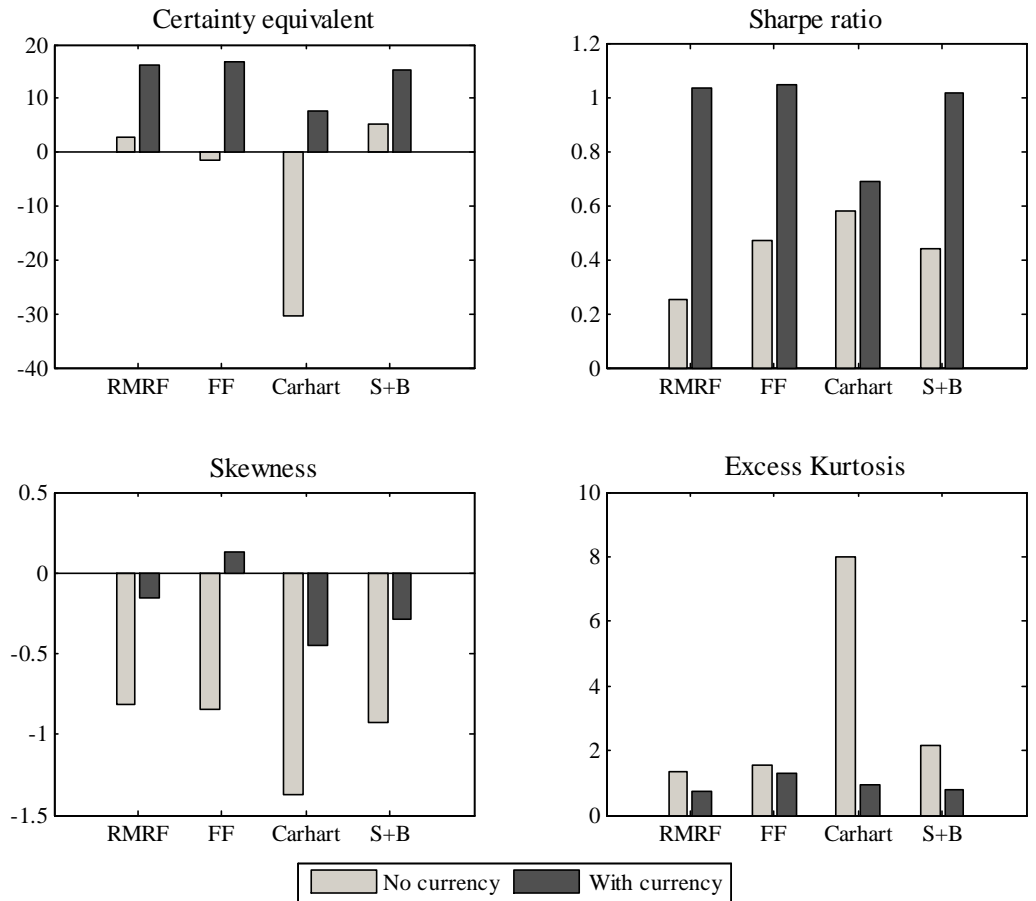 Certainty equivalent
20
10
0
-10
-20
-30
-40
RMRF FF Carhart S+B
Sharpe ratio
1.2
1
0.8
0.6
0.4
0.2
0
RMRF FF Carhart S+B
Skewness
0.5
0
-0.5
-1
-1.5
RMRF FF Carhart S+B
Excess Kurtosis
10
8
6
4
2
0
RMRF FF Carhart S+B
No currency With currency